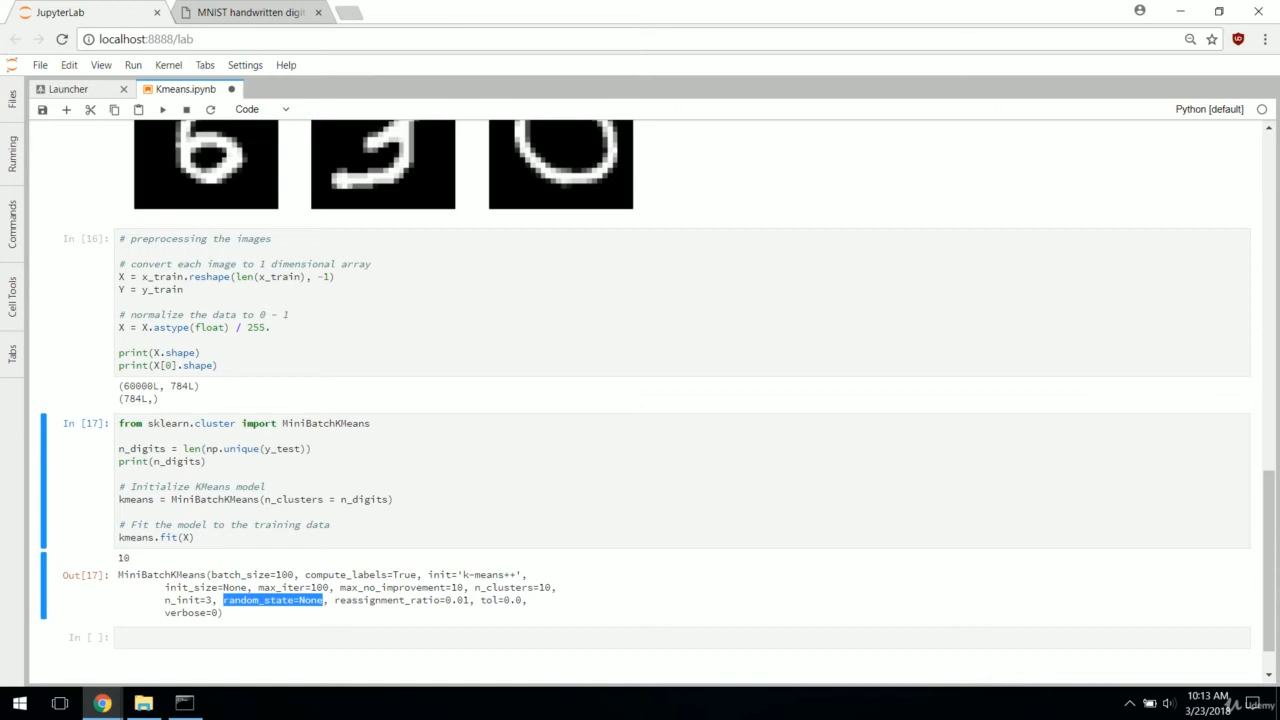 JupyterLab
MNIST handwritten digi
localhost:8888/lab
File Edit View Run Kernel Tabs Settings Help
Launcher
Kmeans.ipynb
Code
Python [default]
Files
Running
Commands
Cell Tools
Tabs
In [16]:
# preprocessing the images
# convert each image to 1 dimensional array
X = x_train.reshape(len(x_train), -1)
Y = y_train
# normalize the data to 0 - 1
X = X.astype(float) / 255.
print(X.shape)
print(X[0].shape)
(60000L, 784L)
(784L,)
In [17]:
from sklearn.cluster import MiniBatchKMeans
n_digits = len(np.unique(y_test))
print(n_digits)
# Initialize KMeans model
kmeans = MiniBatchKMeans(n_clusters = n_digits)
# Fit the model to the training data
kmeans.fit(X)
10
Out[17]:
MiniBatchKMeans(batch_size=100, compute_labels=True, init='k-means++',
init_size=None, max_iter=100, max_no_improvement=10, n_clusters=10,
n_init=3, random_state=None, reassignment_ratio=0.01, tol=0.0,
verbose=0)
In [ ]:
10:13 AM
3/23/2018
Udemy